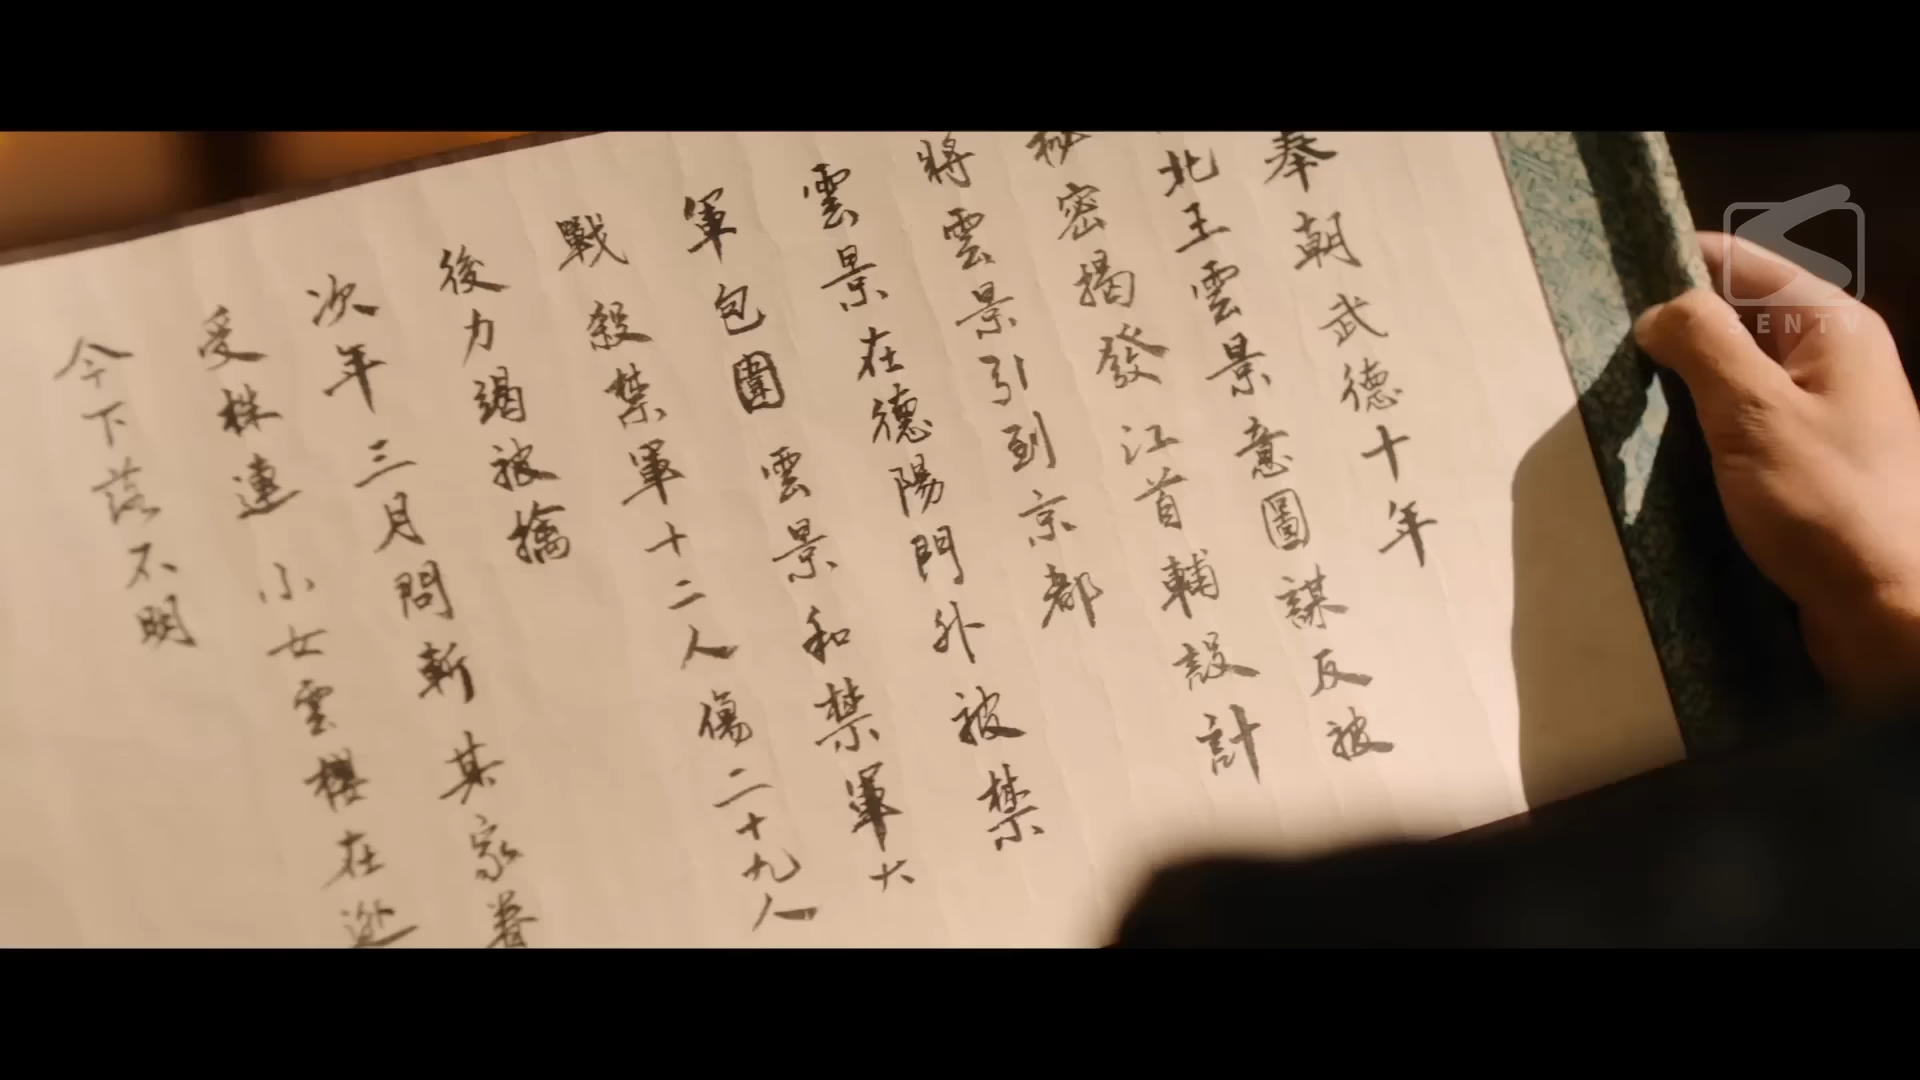 奉朝武德十年
北王雲景意圖謀反被
秘密揭發江首輔設計
將雲景引到京都
雲景在德陽門外被禁
軍包圍雲景和禁軍大
戰殺禁軍十二人傷二十九人
後力竭被擒
次年三月問斬其家眷
受株連小女雲櫻在逃
今下落不明
SENTV